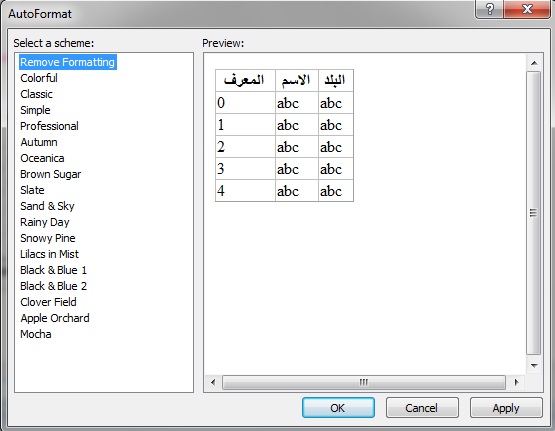 AutoFormat
Select a scheme:
Remove Formatting
Colorful
Classic
Simple
Professional
Autumn
Oceanica
Brown Sugar
Slate
Sand & Sky
Rainy Day
Snowy Pine
Lilacs in Mist
Black & Blue 1
Black & Blue 2
Clover Field
Apple Orchard
Mocha
Preview:
المعرف الاسم البلد
0 abc abc
1 abc abc
2 abc abc
3 abc abc
4 abc abc
OK Cancel Apply